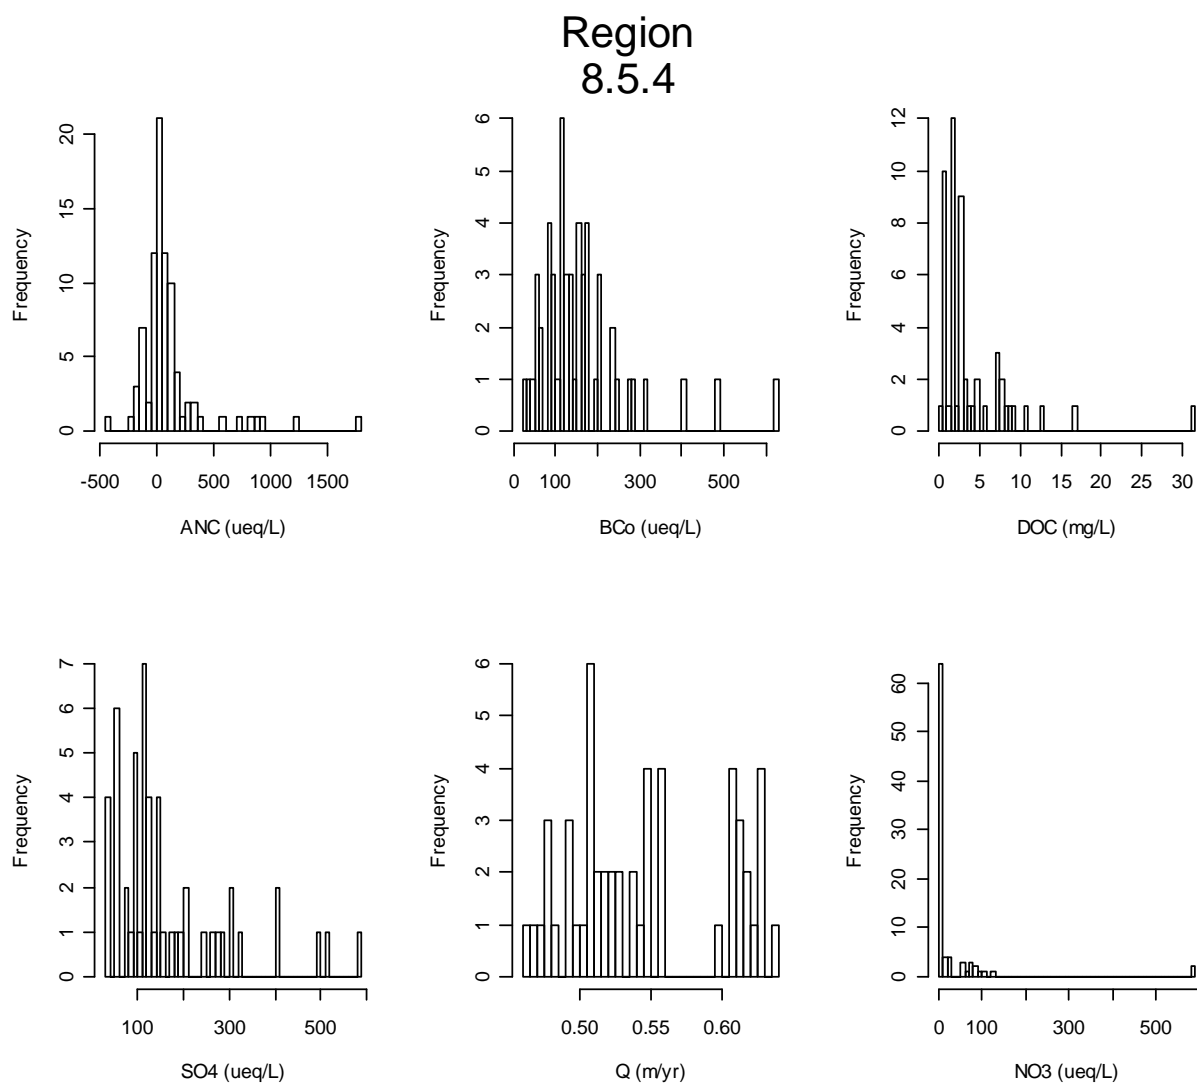 Region
8.5.4
Frequency
0 5 10 15 20
-500 0 500 1000 1500
ANC (ueq/L)
Frequency
0 1 2 3 4 5 6
0 100 300 500
BCo (ueq/L)
Frequency
0 2 4 6 8 10 12
0 5 10 15 20 25 30
DOC (mg/L)
Frequency
0 1 2 3 4 5 6 7
100 300 500
SO4 (ueq/L)
Frequency
0 1 2 3 4 5 6
0.50 0.55 0.60
Q (m/yr)
Frequency
0 10 20 30 40 50 60
0 100 300 500
NO3 (ueq/L)